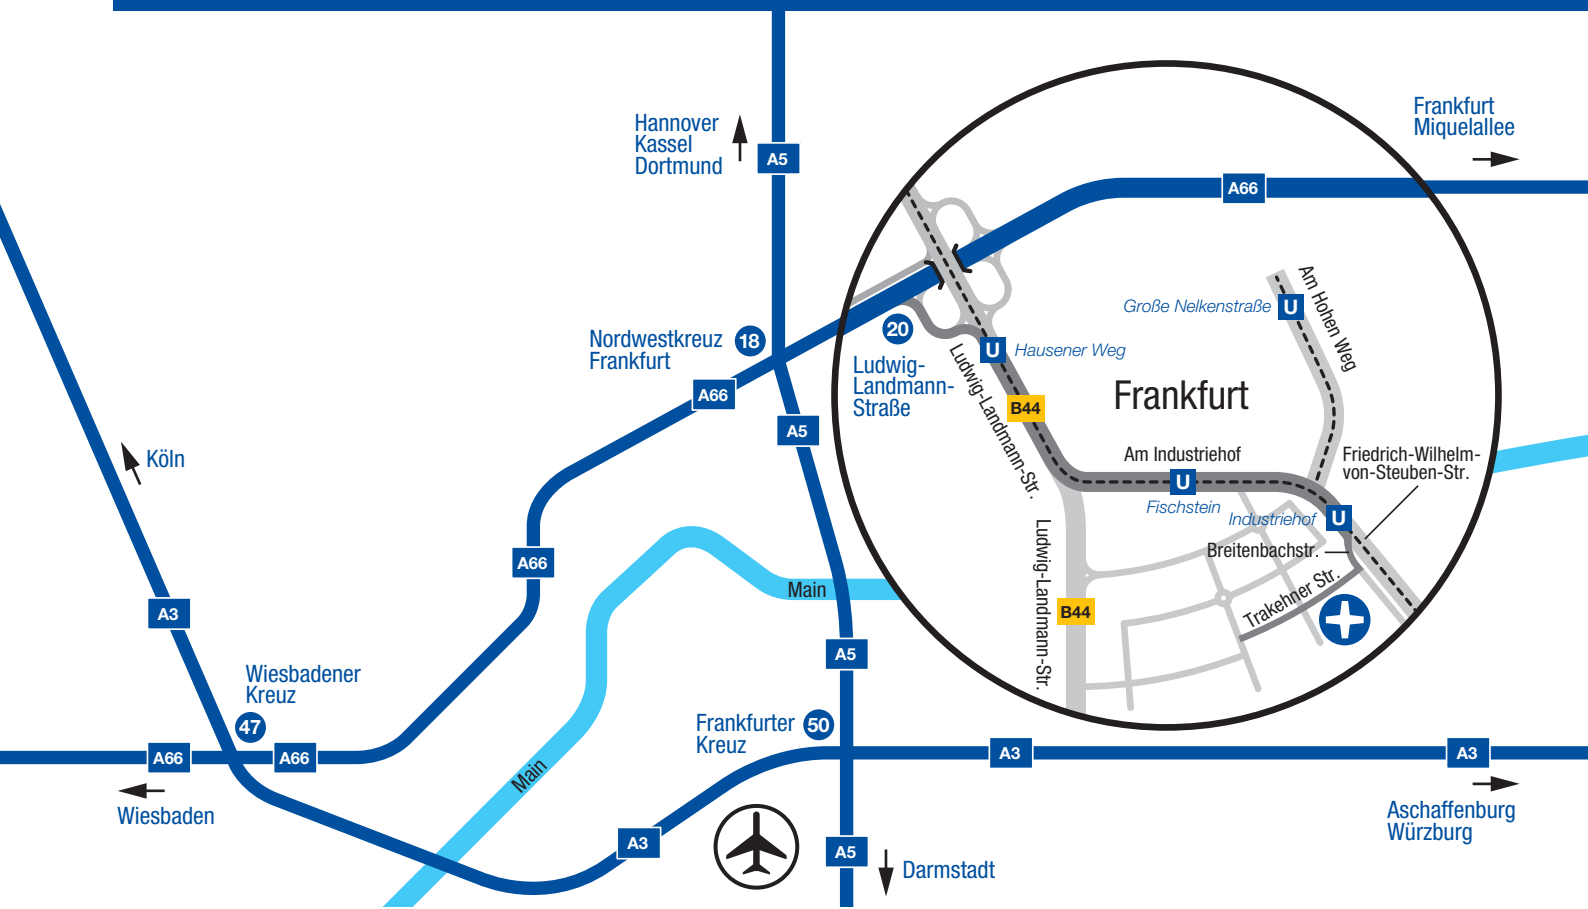 Hannover
Kassel
Dortmund
A5
Frankfurt
Miquelallee
A66
Am Hohen Weg
Große Nelkenstraße
U
Nordwestkreuz
Frankfurt
18
20
Ludwig-
Landmann-
Straße
U
Hausener Weg
Ludwig-Landmann-Str.
A66
A5
B44
Frankfurt
Köln
Am Industriehof
Friedrich-Wilhelm-
von-Steuben-Str.
U
Fischstein
Industriehof
U
Breitenbachstr.
Trakehner Str.
Ludwig-Landmann-Str.
B44
A66
Main
A3
A5
Wiesbadener
Kreuz
47
Frankfurter
Kreuz
50
A66
A66
A3
A3
Main
Wiesbaden
Aschaffenburg
Würzburg
A3
A5
Darmstadt